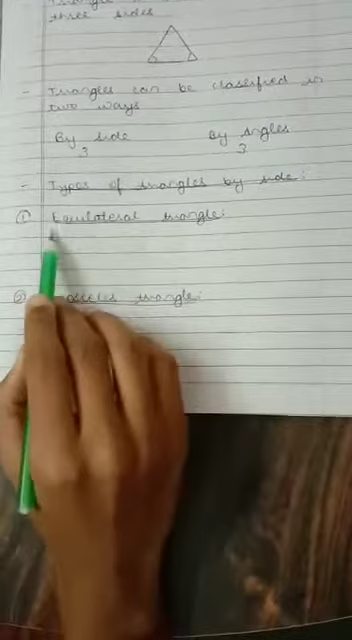 Triangle
three sides
- Triangles can be classified in
two ways
By side By angles
3 3
- Types of triangles by side:
① Equilateral triangle:
② Isosceles triangle: